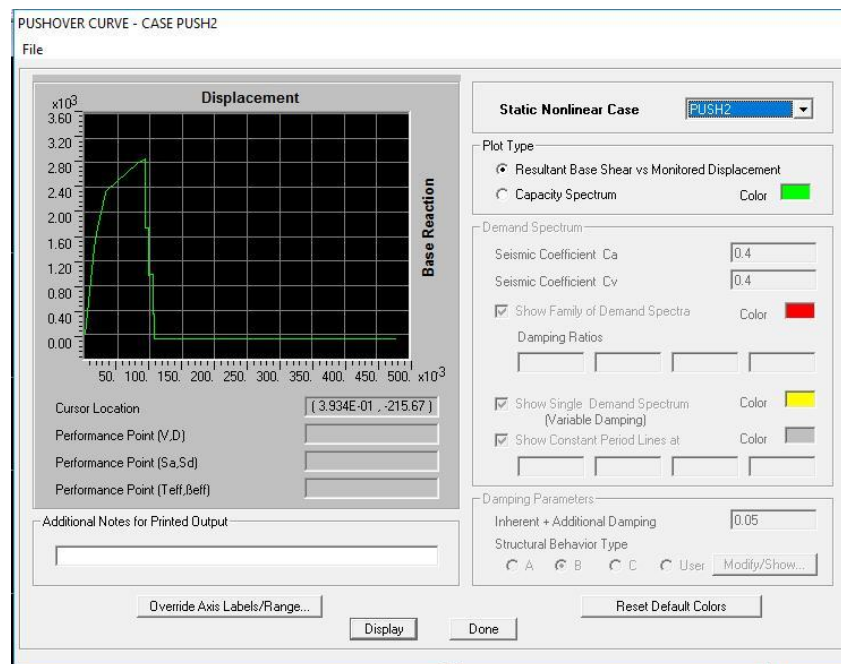 PUSHOVER CURVE - CASE PUSH2
File
Displacement
x10³
3.60
3.20
2.80
2.40
2.00
1.60
1.20
0.80
0.40
0.00
Base Reaction
50. 100. 150. 200. 250. 300. 350. 400. 450. 500. x10-3
Cursor Location ( 3.934E-01 , -215.67 )
Performance Point (V,D)
Performance Point (Sa,Sd)
Performance Point (Teff,βeff)
Additional Notes for Printed Output
Static Nonlinear Case PUSH2
Plot Type
Resultant Base Shear vs Monitored Displacement
Capacity Spectrum Color
Demand Spectrum
Seismic Coefficient Ca 0.4
Seismic Coefficient Cv 0.4
Show Family of Demand Spectra Color
Damping Ratios
Show Single Demand Spectrum Color
(Variable Damping)
Show Constant Period Lines at Color
Damping Parameters
Inherent + Additional Damping 0.05
Structural Behavior Type
A B C User Modify/Show...
Override Axis Labels/Range... Reset Default Colors
Display Done